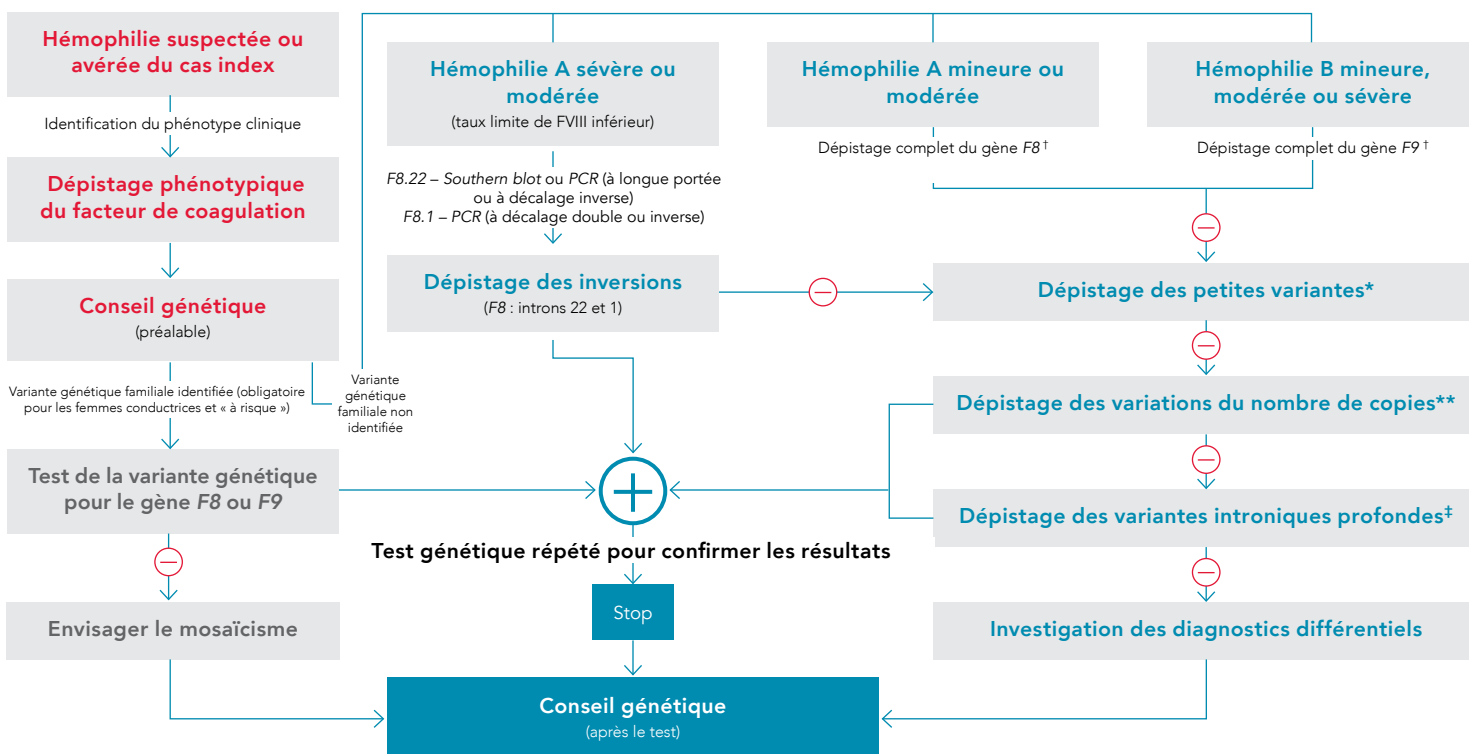 Hémophilie suspectée ou
avérée du cas index
Identification du phénotype clinique
Dépistage phénotypique
du facteur de coagulation
Conseil génétique
(préalable)
Variante génétique familiale identifiée (obligatoire
pour les femmes conductrices et « à risque »)
Variante
génétique
familiale non
identifiée
Test de la variante génétique
pour le gène F8 ou F9
Envisager le mosaïcisme
Hémophilie A sévère ou
modérée
(taux limite de FVIII inférieur)
F8.22 – Southern blot ou PCR (à longue portée
ou à décalage inverse)
F8.1 – PCR (à décalage double ou inverse)
Dépistage des inversions
(F8 : introns 22 et 1)
Hémophilie A mineure ou
modérée
Dépistage complet du gène F8 †
Hémophilie B mineure,
modérée ou sévère
Dépistage complet du gène F9 †
Dépistage des petites variantes*
Dépistage des variations du nombre de copies**
Dépistage des variantes introniques profondes‡
Investigation des diagnostics différentiels
Test génétique répété pour confirmer les résultats
Stop
Conseil génétique
(après le test)